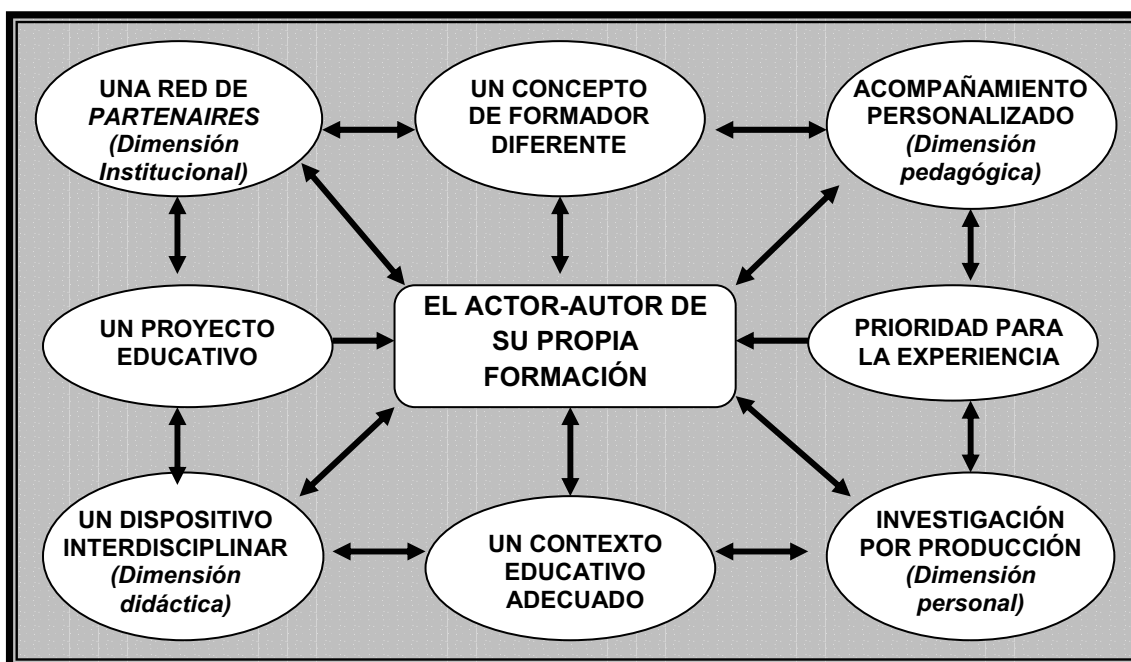 UNA RED DE
PARTENAIRES
(Dimensión
Institucional)
UN CONCEPTO
DE FORMADOR
DIFERENTE
ACOMPAÑAMIENTO
PERSONALIZADO
(Dimensión
pedagógica)
UN PROYECTO
EDUCATIVO
EL ACTOR-AUTOR DE
SU PROPIA
FORMACIÓN
PRIORIDAD PARA
LA EXPERIENCIA
UN DISPOSITIVO
INTERDISCIPLINAR
(Dimensión
didáctica)
UN CONTEXTO
EDUCATIVO
ADECUADO
INVESTIGACIÓN
POR PRODUCCIÓN
(Dimensión
personal)